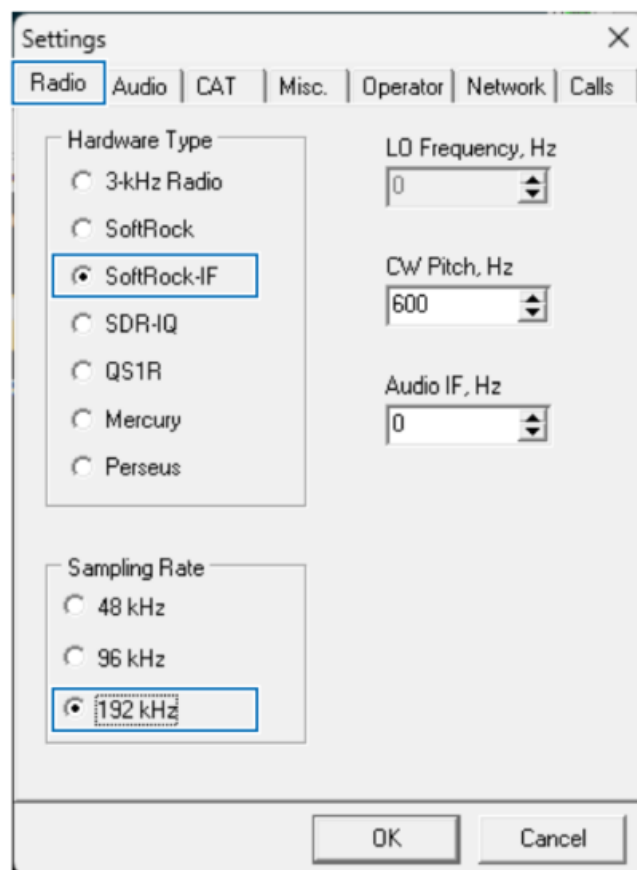 Settings
Radio Audio CAT Misc. Operator Network Calls
Hardware Type
3-kHz Radio
SoftRock
SoftRock-IF
SDR-IQ
QS1R
Mercury
Perseus
LO Frequency, Hz
0
CW Pitch, Hz
600
Audio IF, Hz
0
Sampling Rate
48 kHz
96 kHz
192 kHz
OK Cancel